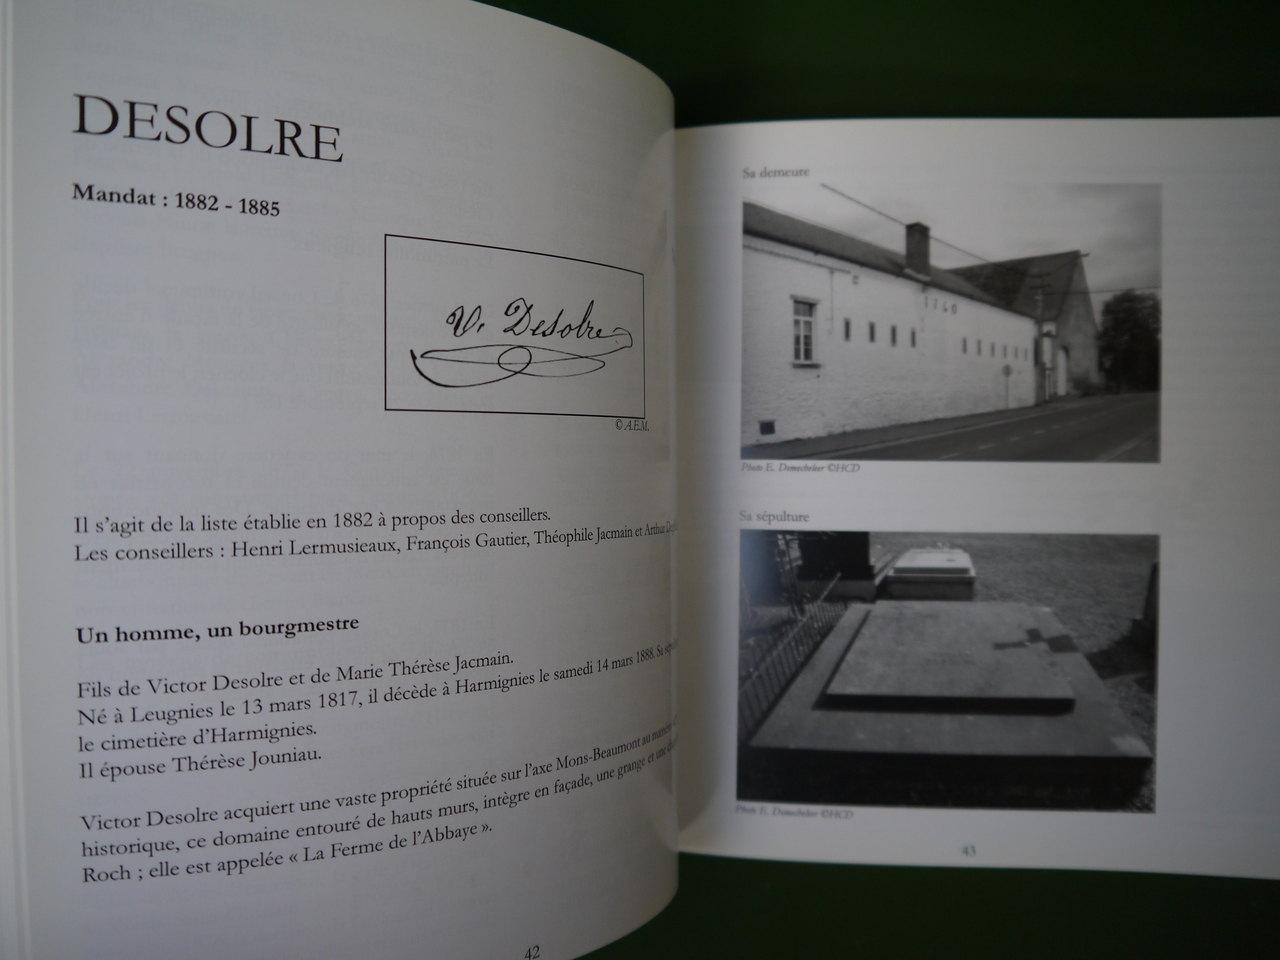 DESOLRE
Mandat : 1882 - 1885
V. Desolre
© A.E.M.
Il s'agit de la liste établie en 1882 à propos des conseillers.
Les conseillers : Henri Lermusieaux, François Gautier, Théophile Jacmain et Arthur
Un homme, un bourgmestre
Fils de Victor Desolre et de Marie Thérèse Jacmain.
Né à Leugnies le 13 mars 1817, il décède à Harmignies le samedi 14 mars 1888. Sa
le cimetière d'Harmignies.
Il épouse Thérèse Jouniau.
Victor Desolre acquiert une vaste propriété située sur l'axe Mons-Beaumont au
historique, ce domaine entouré de hauts murs, intègre en façade, une grange et une
Roch ; elle est appelée « La Ferme de l'Abbaye ».
42
Sa demeure
Photo E. ©HCD
Sa sépulture
Photo E. ©HCD
43